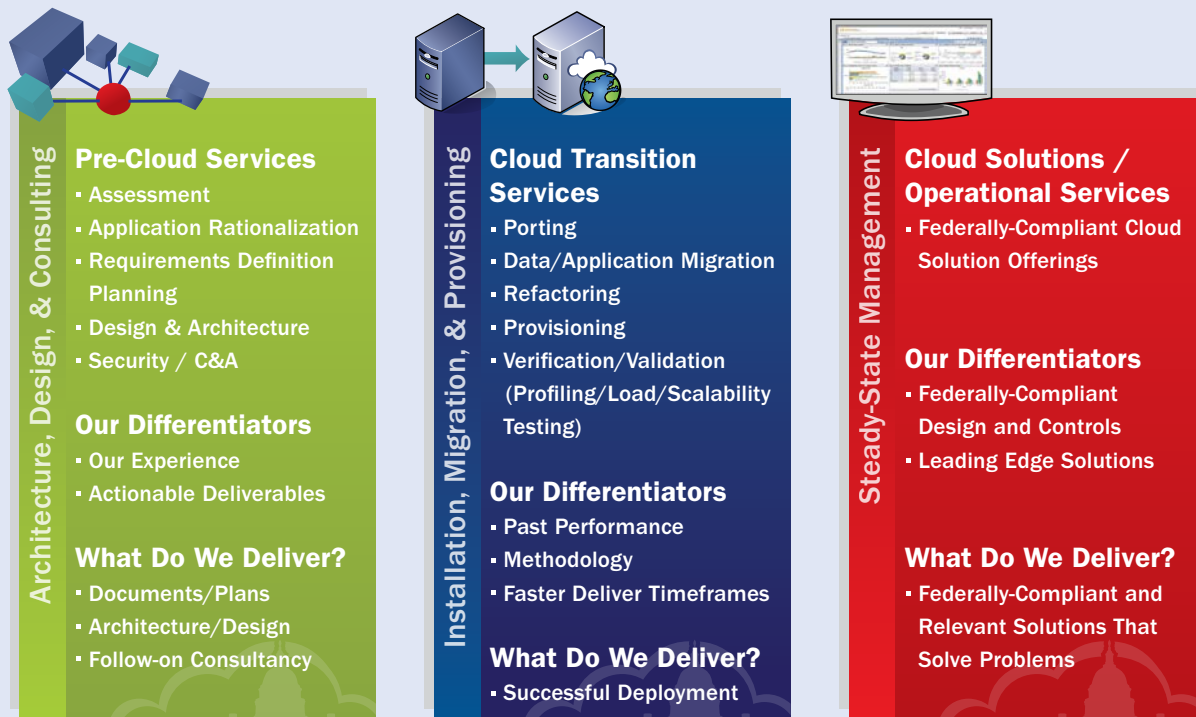 Architecture, Design, & Consulting
Pre-Cloud Services
▪ Assessment
▪ Application Rationalization
▪ Requirements Definition
Planning
▪ Design & Architecture
▪ Security / C&A
Our Differentiators
▪ Our Experience
▪ Actionable Deliverables
What Do We Deliver?
▪ Documents/Plans
▪ Architecture/Design
▪ Follow-on Consultancy
Installation, Migration, & Provisioning
Cloud Transition
Services
▪ Porting
▪ Data/Application Migration
▪ Refactoring
▪ Provisioning
▪ Verification/Validation
(Profiling/Load/Scalability
Testing)
Our Differentiators
▪ Past Performance
▪ Methodology
▪ Faster Deliver Timeframes
What Do We Deliver?
▪ Successful Deployment
Steady-State Management
Cloud Solutions /
Operational Services
▪ Federally-Compliant Cloud
Solution Offerings
Our Differentiators
▪ Federally-Compliant
Design and Controls
▪ Leading Edge Solutions
What Do We Deliver?
▪ Federally-Compliant and
Relevant Solutions That
Solve Problems